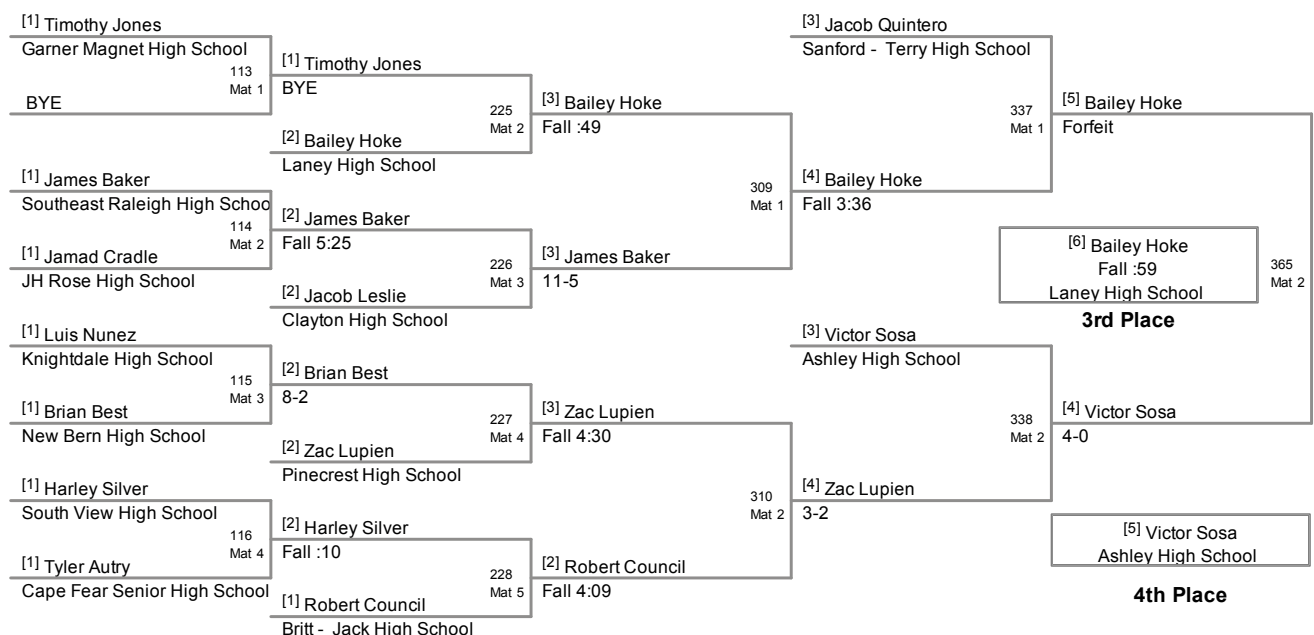 [1] Timothy Jones
Garner Magnet High School
113
Mat 1
BYE
[1] James Baker
Southeast Raleigh High Schoo
114
Mat 2
[1] Jamad Cradle
JH Rose High School
[1] Luis Nunez
Knightdale High School
115
Mat 3
[1] Brian Best
New Bern High School
[1] Harley Silver
South View High School
116
Mat 4
[1] Tyler Autry
Cape Fear Senior High School
[1] Timothy Jones
BYE
225
Mat 2
[2] Bailey Hoke
Laney High School
[2] James Baker
Fall 5:25
226
Mat 3
[2] Jacob Leslie
Clayton High School
[2] Brian Best
8-2
227
Mat 4
[2] Zac Lupien
Pinecrest High School
[2] Harley Silver
Fall :10
228
Mat 5
[1] Robert Council
Britt - Jack High School
[3] Bailey Hoke
Fall :49
309
Mat 1
[3] James Baker
11-5
[3] Zac Lupien
Fall 4:30
310
Mat 2
[2] Robert Council
Fall 4:09
[3] Jacob Quintero
Sanford - Terry High School
337
Mat 1
[4] Bailey Hoke
Fall 3:36
[3] Victor Sosa
Ashley High School
338
Mat 2
[4] Zac Lupien
3-2
[5] Bailey Hoke
Forfeit
365
Mat 2
[4] Victor Sosa
4-0
[6] Bailey Hoke
Fall :59
Laney High School
3rd Place
[5] Victor Sosa
Ashley High School
4th Place